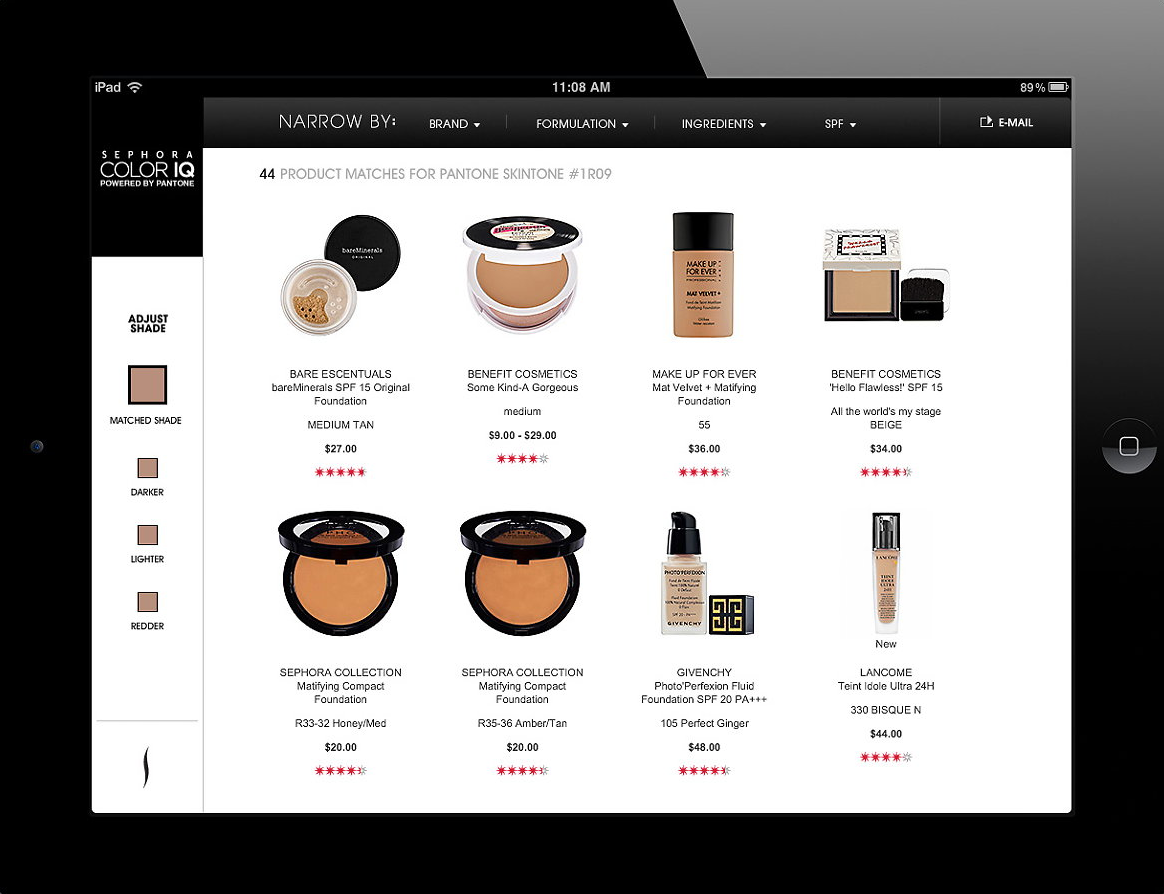 iPad
11:08 AM
89%
SEPHORA
COLOR IQ
POWERED BY PANTONE
NARROW BY:
BRAND
FORMULATION
INGREDIENTS
SPF
E-MAIL
44 PRODUCT MATCHES FOR PANTONE SKINTONE #1R09
ADJUST
SHADE
MATCHED SHADE
DARKER
LIGHTER
REDDER
bareMinerals
ORIGINAL
BARE ESCENTUALS
bareMinerals SPF 15 Original
Foundation
MEDIUM TAN
$27.00
BENEFIT COSMETICS
Some Kind-A Gorgeous
medium
$9.00 - $29.00
MAKE UP
FOR EVER
PROFESSIONAL
MAT VELVET +
MAKE UP FOR EVER
Mat Velvet + Matifying
Foundation
55
$36.00
BENEFIT COSMETICS
'Hello Flawless!' SPF 15
All the world's my stage
BEIGE
$34.00
SEPHORA COLLECTION
Matifying Compact
Foundation
R33-32 Honey/Med
$20.00
SEPHORA COLLECTION
Matifying Compact
Foundation
R35-36 Amber/Tan
$20.00
PHOTO'PERFEXION
GIVENCHY
GIVENCHY
Photo'Perfexion Fluid
Foundation SPF 20 PA+++
105 Perfect Ginger
$48.00
LANCOME
TEINT
IDOLE
ULTRA
New
LANCOME
Teint Idole Ultra 24H
330 BISQUE N
$44.00